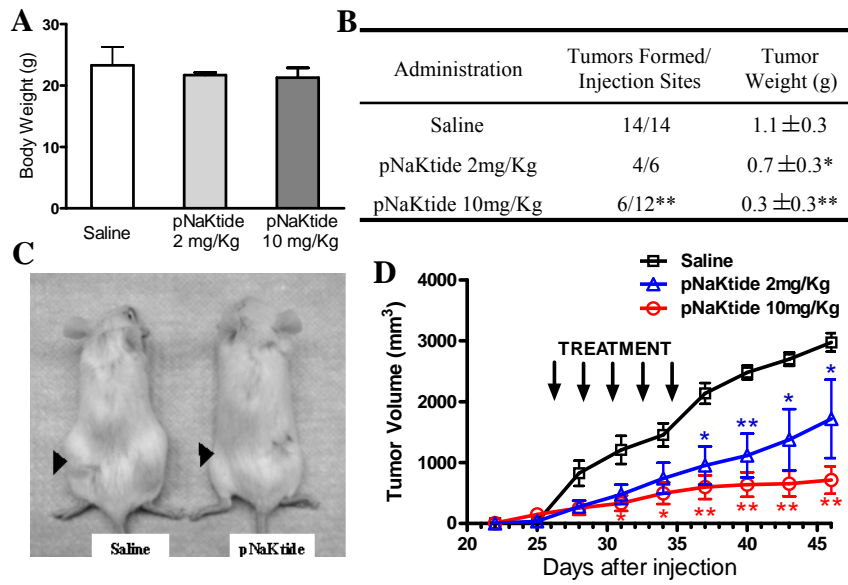 A
Body Weight (g)
30
20
10
0
Saline
pNaKtide
2 mg/Kg
pNaKtide
10 mg/Kg
B
Administration
Tumors Formed/
Injection Sites
Tumor
Weight (g)
Saline 14/14 1.1 ±0.3
pNaKtide 2mg/Kg 4/6 0.7 ±0.3*
pNaKtide 10mg/Kg 6/12** 0.3 ±0.3**
C
Saline
pNaKtide
D
Saline
pNaKtide 2mg/Kg
pNaKtide 10mg/Kg
TREATMENT
Tumor Volume (mm³)
4000
3000
2000
1000
0
* ** * *
* * ** ** ** **
20 25 30 35 40 45
Days after injection